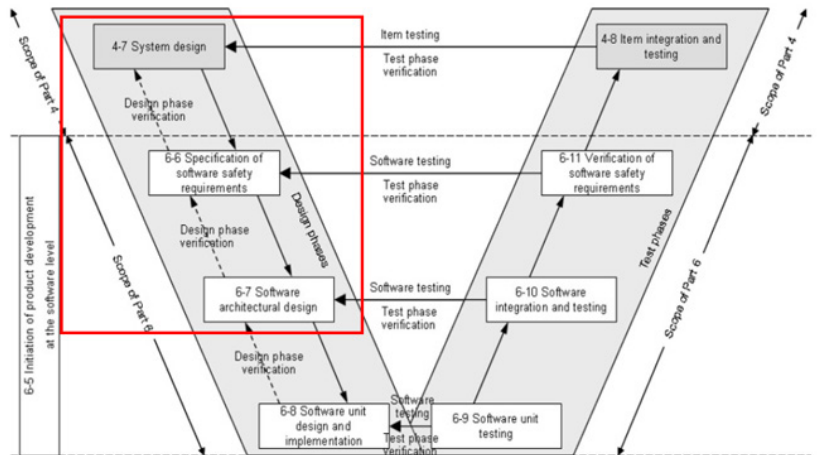 Scope of Part 4
4-7 System design
Item testing
Test phase
verification
4-8 Item integration and
testing
Scope of Part 4
Design phase
verification
6-5 Initiation of product development
at the software level
6-6 Specification of
software safety
requirements
Software testing
Test phase
verification
6-11 Verification of
software safety
requirements
Design phases
Test phases
Design phase
verification
Scope of Part 6
6-7 Software
architectural design
Software testing
Test phase
verification
6-10 Software
integration and testing
Scope of Part 6
Design phase
verification
6-8 Software unit
design and
implementation
Software
testing
Test phase
verification
6-9 Software unit
testing